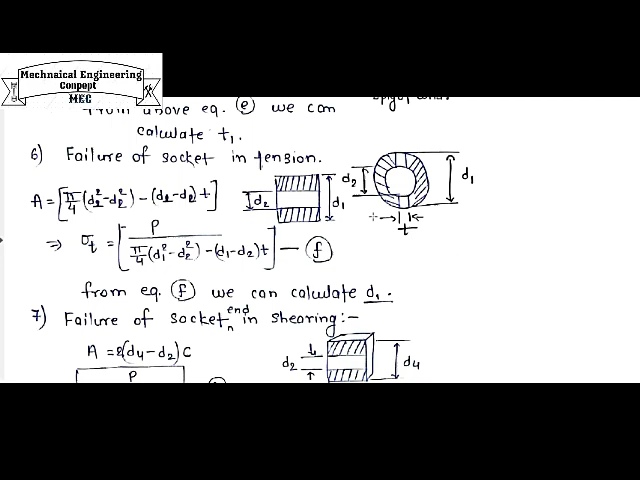 Mechnaical Engineering
Conpept
MEC
from above eq. (e) we can
calculate t₁.
6) Failure of socket in tension.
A = [π/4 (d₁² - d₂²) - (d₁ - d₂) t]
⇒ σt = [P / (π/4 (d₁² - d₂²) - (d₁ - d₂) t)] — (f)
d₂ d₁ d₂ d₁
t
from eq. (f) we can calculate d₁.
7) Failure of socket end in shearing :-
A = 2(d₄ - d₂) c
d₂ d₄
P